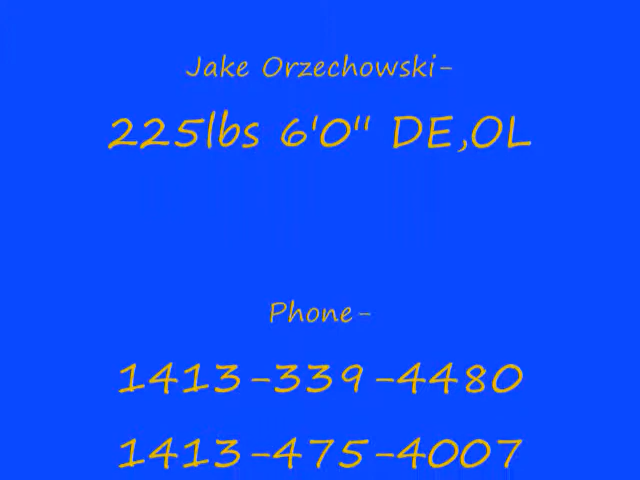 Jake Orzechowski-
225lbs 6'0" DE,OL
Phone-
1413-339-4480
1413-475-4007